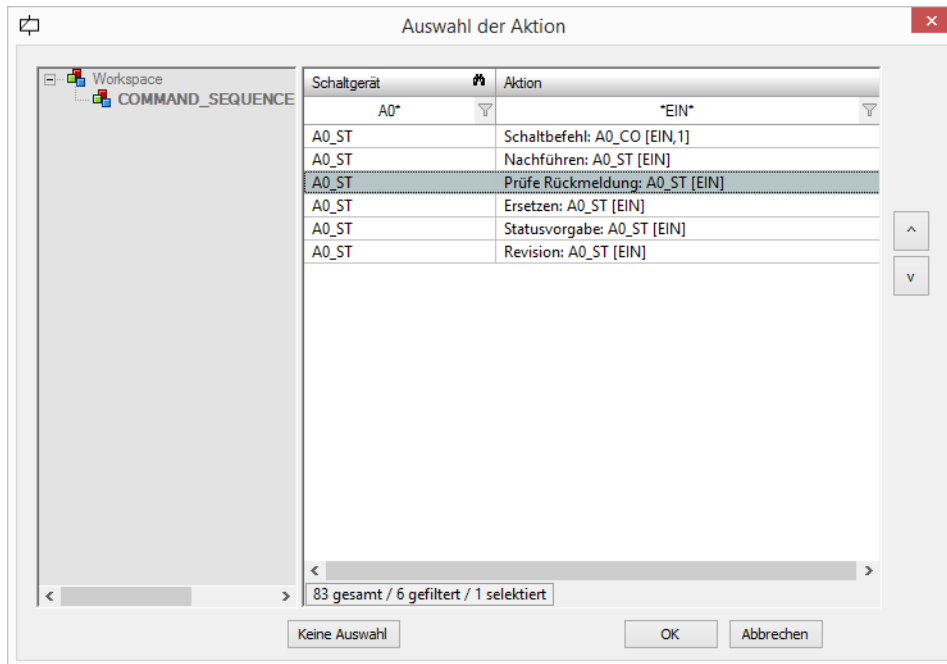 Auswahl der Aktion
Workspace
COMMAND_SEQUENCE
Schaltgerät Aktion
A0* *EIN*
A0_ST Schaltbefehl: A0_CO [EIN,1]
A0_ST Nachführen: A0_ST [EIN]
A0_ST Prüfe Rückmeldung: A0_ST [EIN]
A0_ST Ersetzen: A0_ST [EIN]
A0_ST Statusvorgabe: A0_ST [EIN]
A0_ST Revision: A0_ST [EIN]
^
v
83 gesamt / 6 gefiltert / 1 selektiert
Keine Auswahl OK Abbrechen